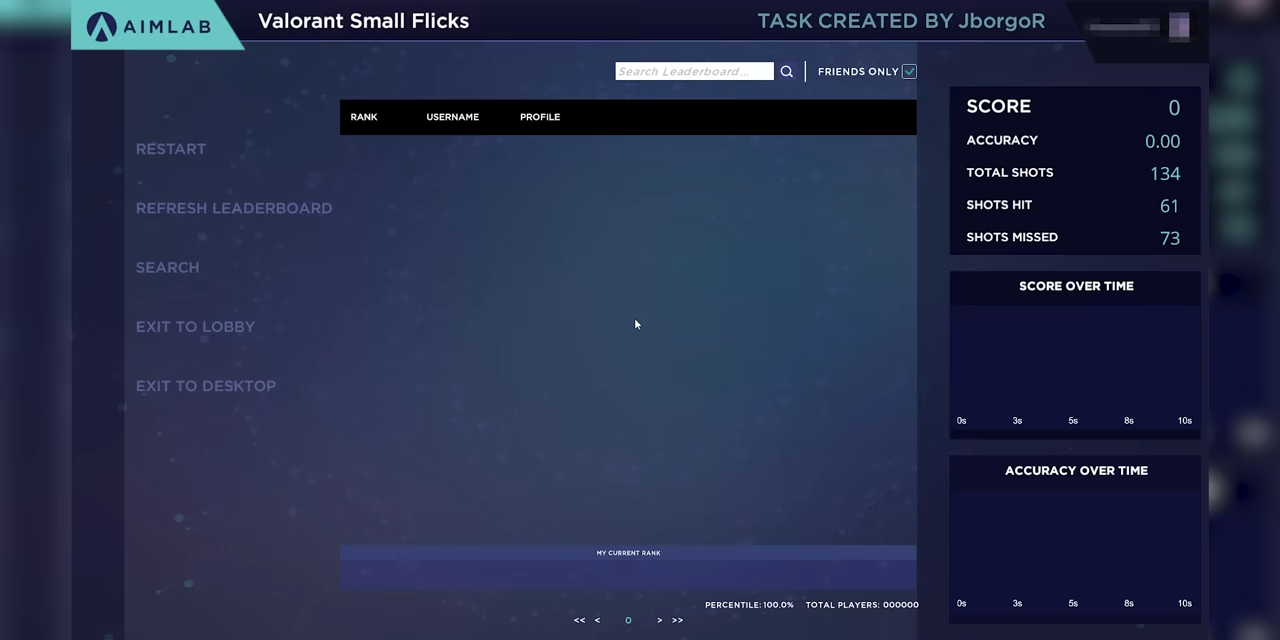 AIMLAB
Valorant Small Flicks
TASK CREATED BY JborgoR
Search Leaderboard...
FRIENDS ONLY
RANK USERNAME PROFILE
RESTART
REFRESH LEADERBOARD
SEARCH
EXIT TO LOBBY
EXIT TO DESKTOP
MY CURRENT RANK
PERCENTILE: 100.0% TOTAL PLAYERS: 000000
<< < 0 > >>
SCORE 0
ACCURACY 0.00
TOTAL SHOTS 134
SHOTS HIT 61
SHOTS MISSED 73
SCORE OVER TIME
0s 3s 5s 8s 10s
ACCURACY OVER TIME
0s 3s 5s 8s 10s